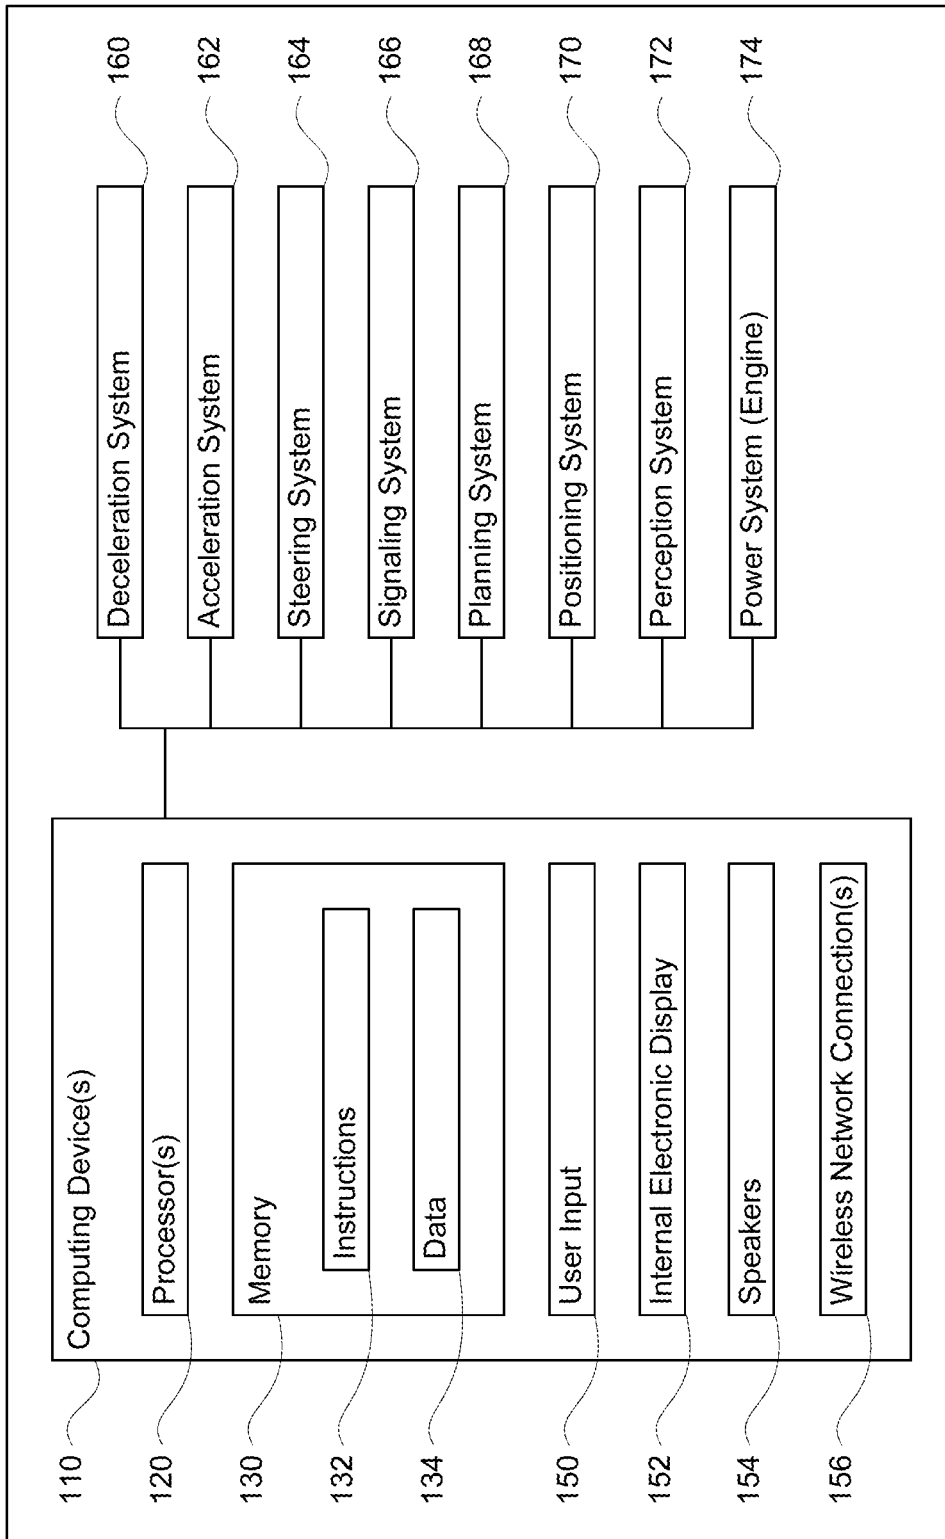 110
Computing Device(s)
120
Processor(s)
130
Memory
132
Instructions
134
Data
150
User Input
152
Internal Electronic Display
154
Speakers
156
Wireless Network Connection(s)
Deceleration System
160
Acceleration System
162
Steering System
164
Signaling System
166
Planning System
168
Positioning System
170
Perception System
172
Power System (Engine)
174